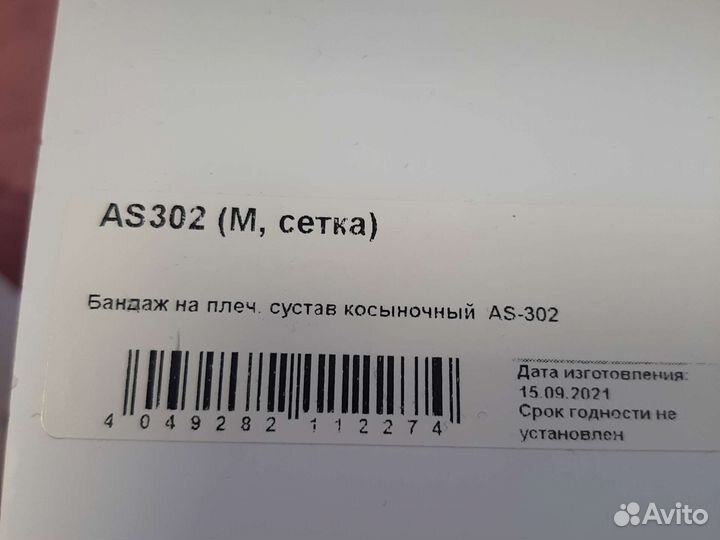 AS302 (М, сетка)
Бандаж на плеч. сустав косыночный AS-302
4 049282 112274
Дата изготовления:
15.09.2021
Срок годности не
установлен
Avito